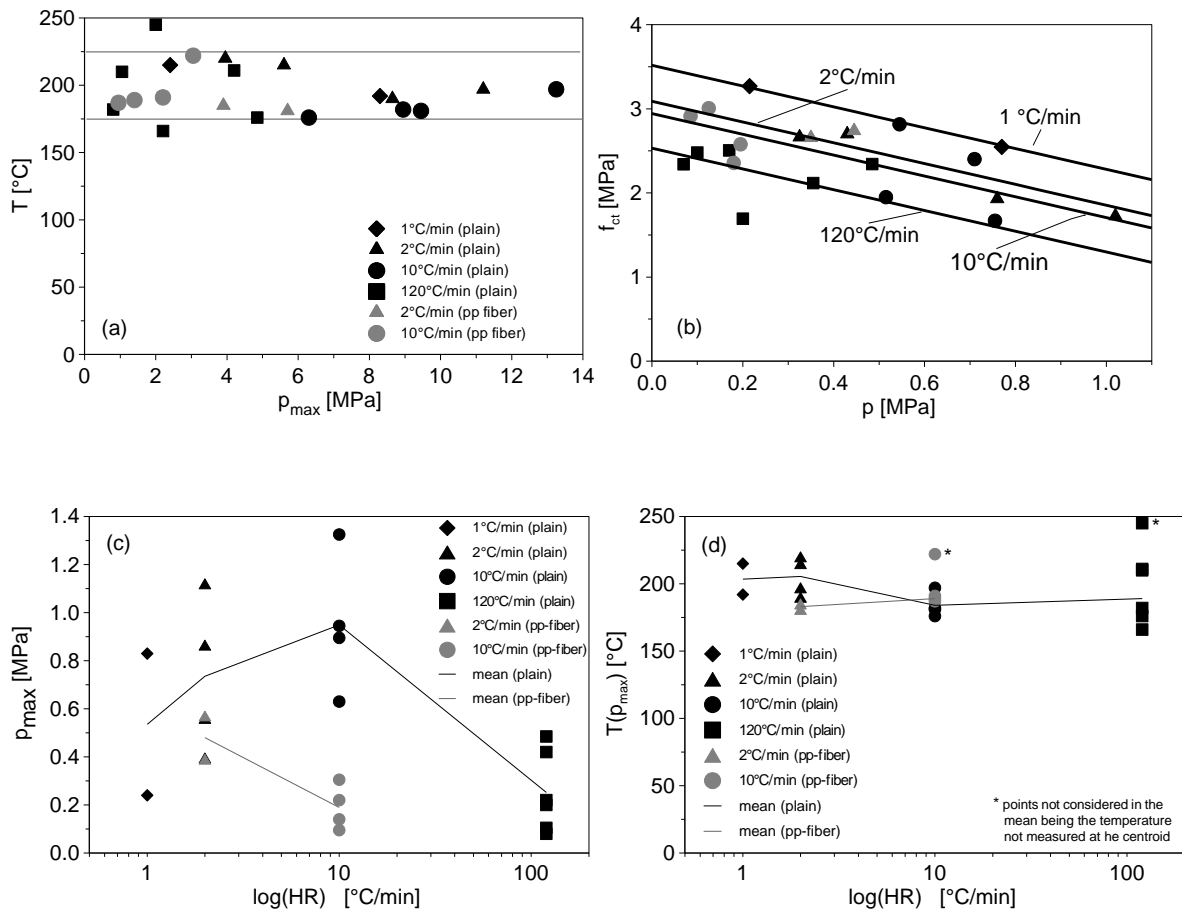 250
200
150
100
50
0
T [°C]
0 2 4 6 8 10 12 14
p_max [MPa]
1°C/min (plain)
2°C/min (plain)
10°C/min (plain)
120°C/min (plain)
2°C/min (pp fiber)
10°C/min (pp fiber)
(a)
4
3
2
1
0
f_ct [MPa]
0.0 0.2 0.4 0.6 0.8 1.0
p [MPa]
2°C/min
1 °C/min
120°C/min
10°C/min
(b)
1.4
1.2
1.0
0.8
0.6
0.4
0.2
0.0
p_max [MPa]
1 10 100
log(HR) [°C/min]
(c)
1°C/min (plain)
2°C/min (plain)
10°C/min (plain)
120°C/min (plain)
2°C/min (pp-fiber)
10°C/min (pp-fiber)
mean (plain)
mean (pp-fiber)
250
200
150
100
50
0
T(p_max) [°C]
1 10 100
log(HR) [°C/min]
(d)
*
*
1°C/min (plain)
2°C/min (plain)
10°C/min (plain)
120°C/min (plain)
2°C/min (pp-fiber)
10°C/min (pp-fiber)
mean (plain)
mean (pp-fiber)
* points not considered in the
mean being the temperature
not measured at he centroid